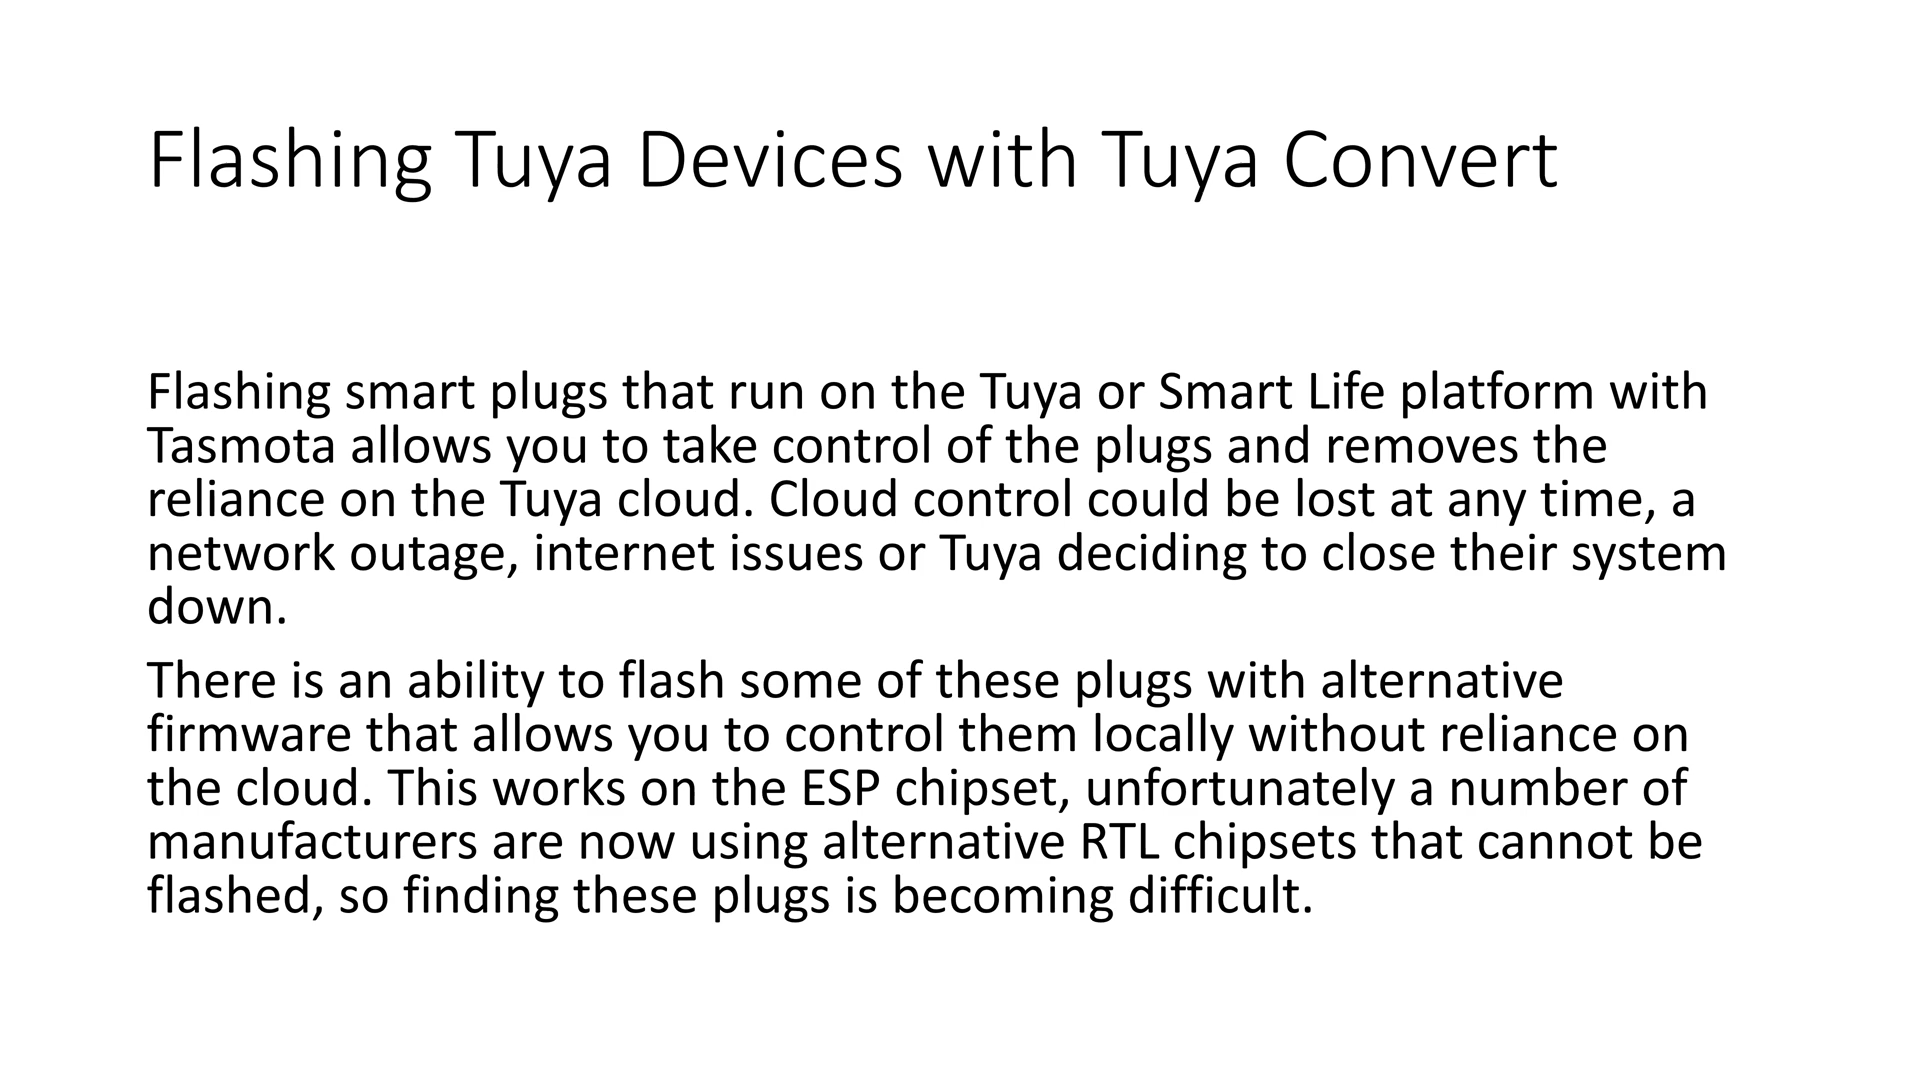 Flashing Tuya Devices with Tuya Convert
Flashing smart plugs that run on the Tuya or Smart Life platform with
Tasmota allows you to take control of the plugs and removes the
reliance on the Tuya cloud. Cloud control could be lost at any time, a
network outage, internet issues or Tuya deciding to close their system
down.
There is an ability to flash some of these plugs with alternative
firmware that allows you to control them locally without reliance on
the cloud. This works on the ESP chipset, unfortunately a number of
manufacturers are now using alternative RTL chipsets that cannot be
flashed, so finding these plugs is becoming difficult.